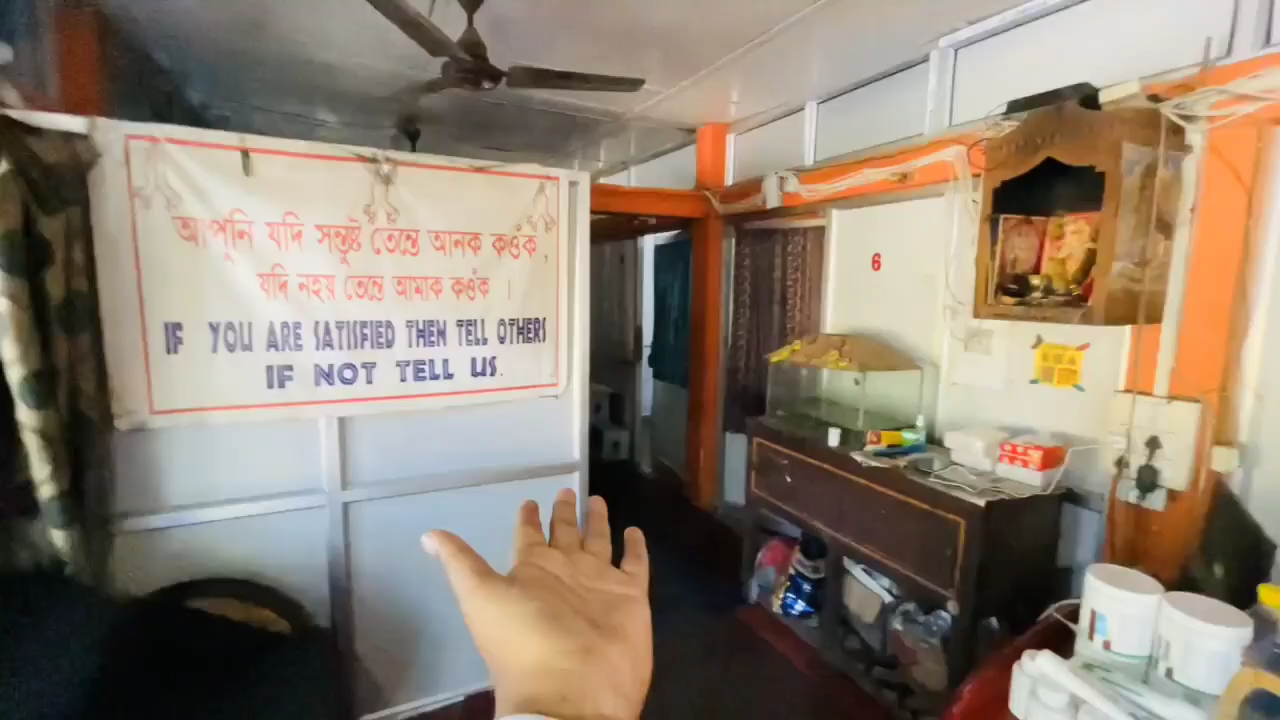 আপুনি যদি সন্তুষ্ট তেন্তে আনক কওঁক,
যদি নহয় তেন্তে আমাক কওঁক ।
IF YOU ARE SATISFIED THEN TELL OTHERS
IF NOT TELL US.
6